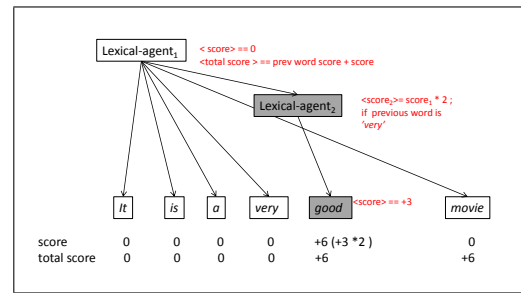 Lexical-agent₁
< score> == 0
<total score > == prev word score + score
Lexical-agent₂
<score₂>= score₁ * 2 ;
if previous word is
'very'
It is a very good movie
<score> == +3
score 0 0 0 0 +6 (+3 *2 ) 0
total score 0 0 0 0 +6 +6